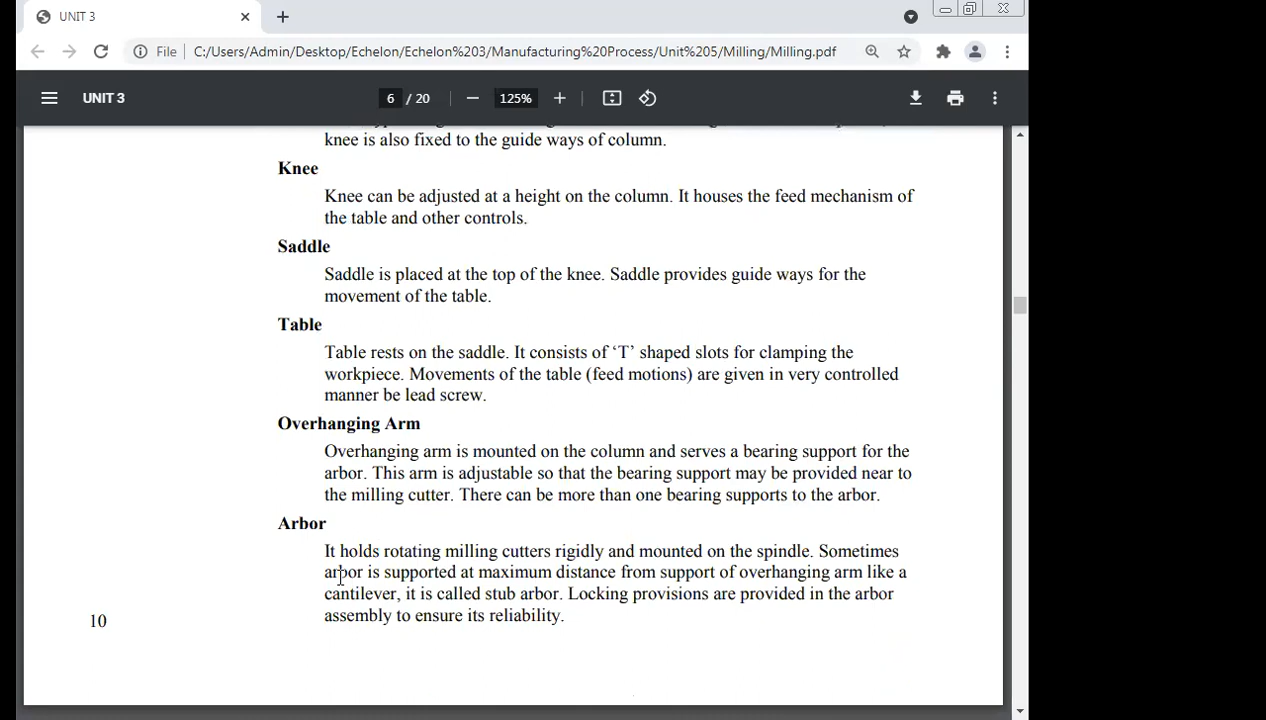 UNIT 3
File C:/Users/Admin/Desktop/Echelon/Echelon%203/Manufacturing%20Process/Unit%205/Milling/Milling.pdf
UNIT 3
6 / 20
125%
knee is also fixed to the guide ways of column.
Knee
Knee can be adjusted at a height on the column. It houses the feed mechanism of
the table and other controls.
Saddle
Saddle is placed at the top of the knee. Saddle provides guide ways for the
movement of the table.
Table
Table rests on the saddle. It consists of ‘T’ shaped slots for clamping the
workpiece. Movements of the table (feed motions) are given in very controlled
manner be lead screw.
Overhanging Arm
Overhanging arm is mounted on the column and serves a bearing support for the
arbor. This arm is adjustable so that the bearing support may be provided near to
the milling cutter. There can be more than one bearing supports to the arbor.
Arbor
It holds rotating milling cutters rigidly and mounted on the spindle. Sometimes
arbor is supported at maximum distance from support of overhanging arm like a
cantilever, it is called stub arbor. Locking provisions are provided in the arbor
assembly to ensure its reliability.
10